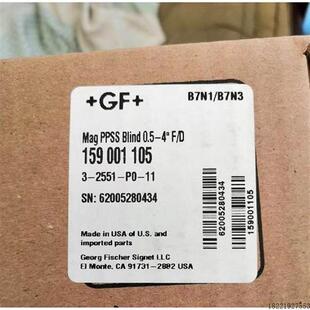 +GF+
B7N1/B7N3
Mag PPSS Blind 0.5-4" F/D
159 001 105
3-2551-P0-11
SN: 62005280434
Made in USA of U.S. and
imported parts
Georg Fischer Signet LLC
El Monte, CA 91731-2882 USA
62005280434
159001105
18221927553